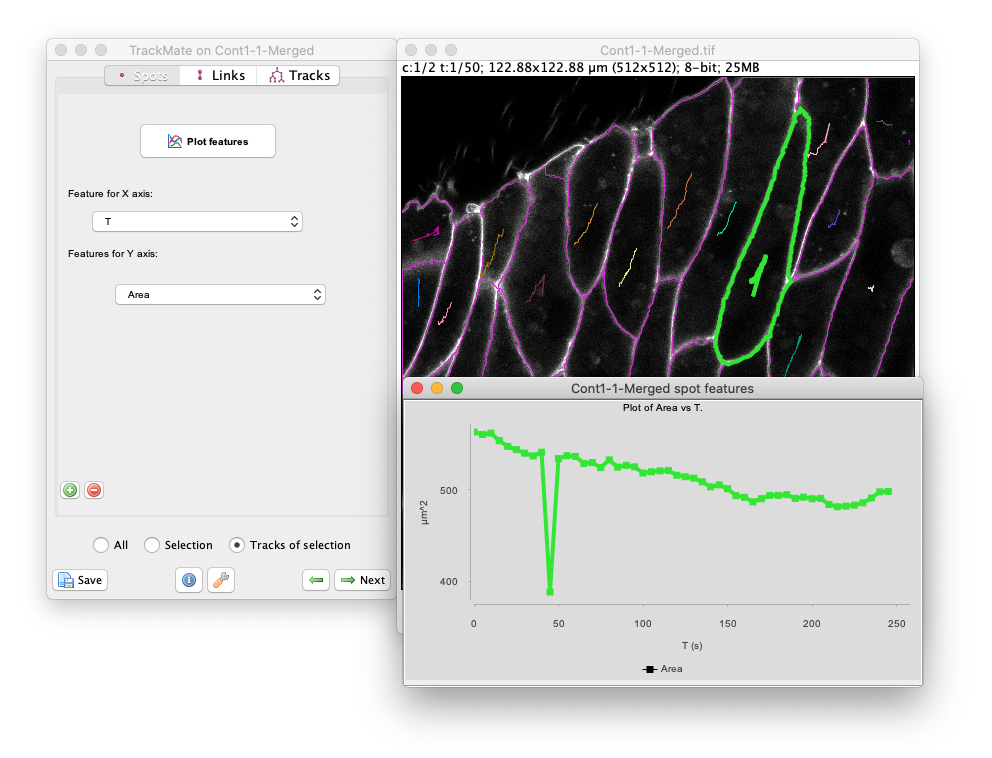 TrackMate on Cont1-1-Merged
Spots Links Tracks
Plot features
Feature for X axis:
T
Features for Y axis:
Area
All Selection Tracks of selection
Save Next
Cont1-1-Merged.tif
c:1/2 t:1/50; 122.88x122.88 µm (512x512); 8-bit; 25MB
Cont1-1-Merged spot features
Plot of Area vs T.
500
µm^2
400
0 50 100 150 200 250
T (s)
Area